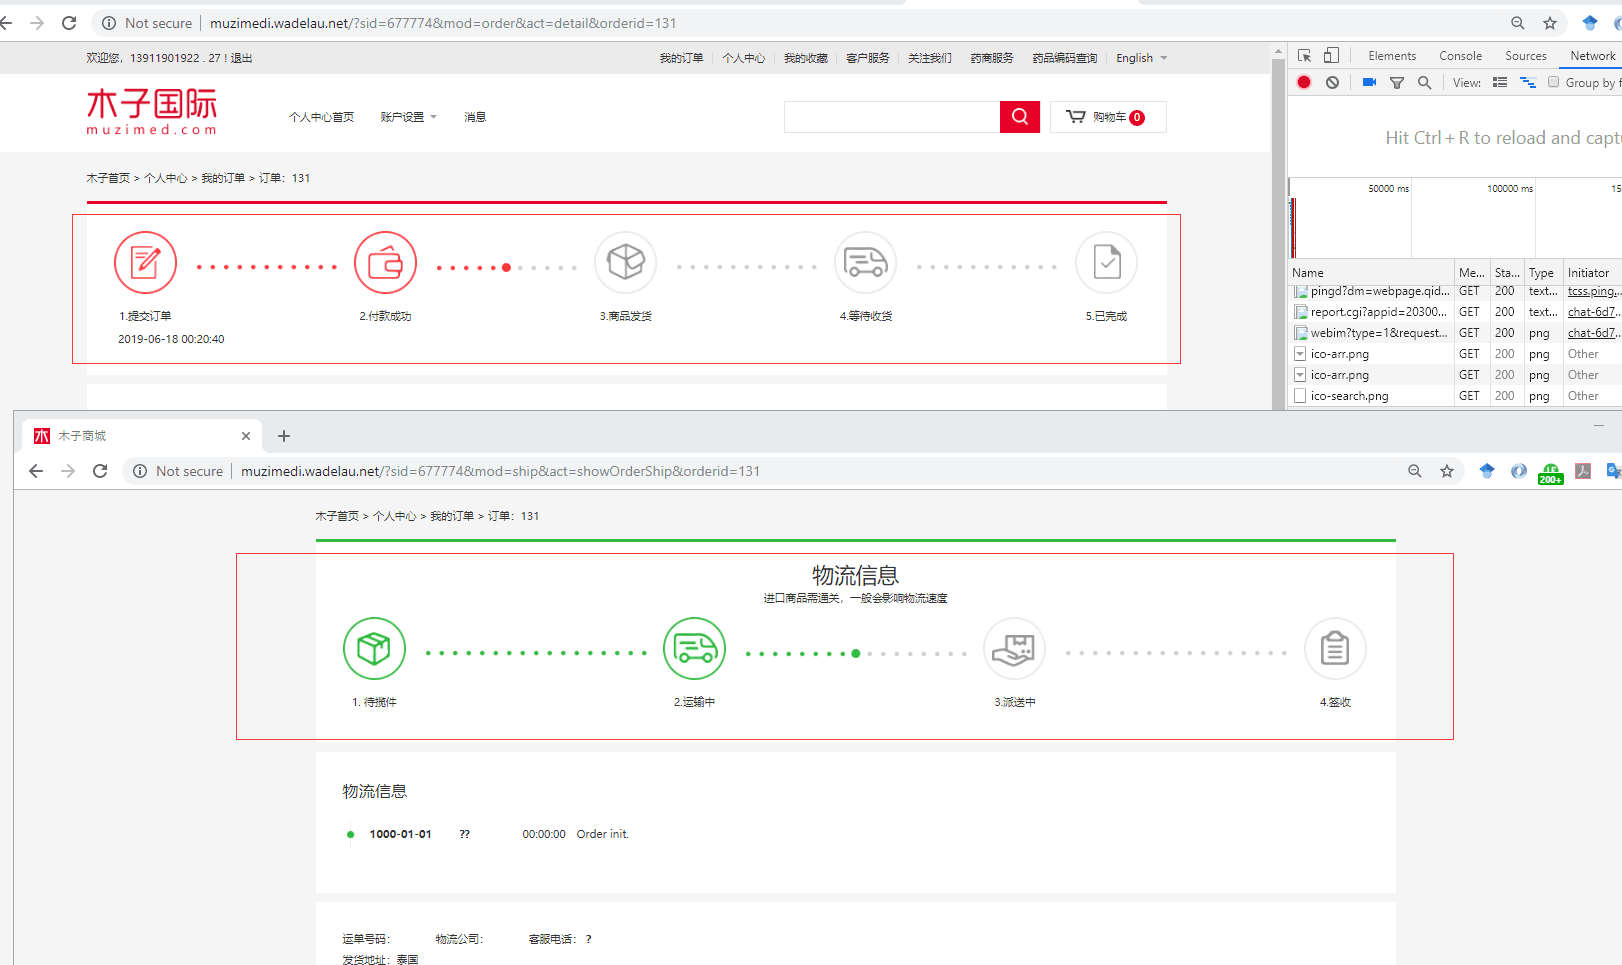 Not secure | muzimedi.wadelau.net/?sid=677774&mod=order&act=detail&orderid=131
欢迎您，13911901922 . 27 ! 退出
我的订单 个人中心 我的收藏 客户服务 关注我们 药商服务 药品编码查询 English
木子国际
muzimed.com
个人中心首页 账户设置 消息
购物车 0
木子首页 > 个人中心 > 我的订单 > 订单：131
1.提交订单 2.付款成功 3.商品发货 4.等待收货 5.已完成
2019-06-18 00:20:40
Elements Console Sources Network
View: Group by f
Hit Ctrl + R to reload and captu
50000 ms 100000 ms 15
Name Me... Sta... Type Initiator
pingd?dm=webpage.qid... GET 200 text... tcss.ping...
report.cgi?appid=20300... GET 200 text... chat-6d7...
webim?type=1&request... GET 200 png chat-6d7...
ico-arr.png GET 200 png Other
ico-arr.png GET 200 png Other
ico-search.png GET 200 png Other
木子商城
Not secure | muzimedi.wadelau.net/?sid=677774&mod=ship&act=showOrderShip&orderid=131
200+
木子首页 > 个人中心 > 我的订单 > 订单：131
物流信息
进口商品需通关，一般会影响物流速度
1. 待揽件 2.运输中 3.派送中 4.签收
物流信息
1000-01-01 ?? 00:00:00 Order init.
运单号码： 物流公司： 客服电话： ?
发货地址：泰国